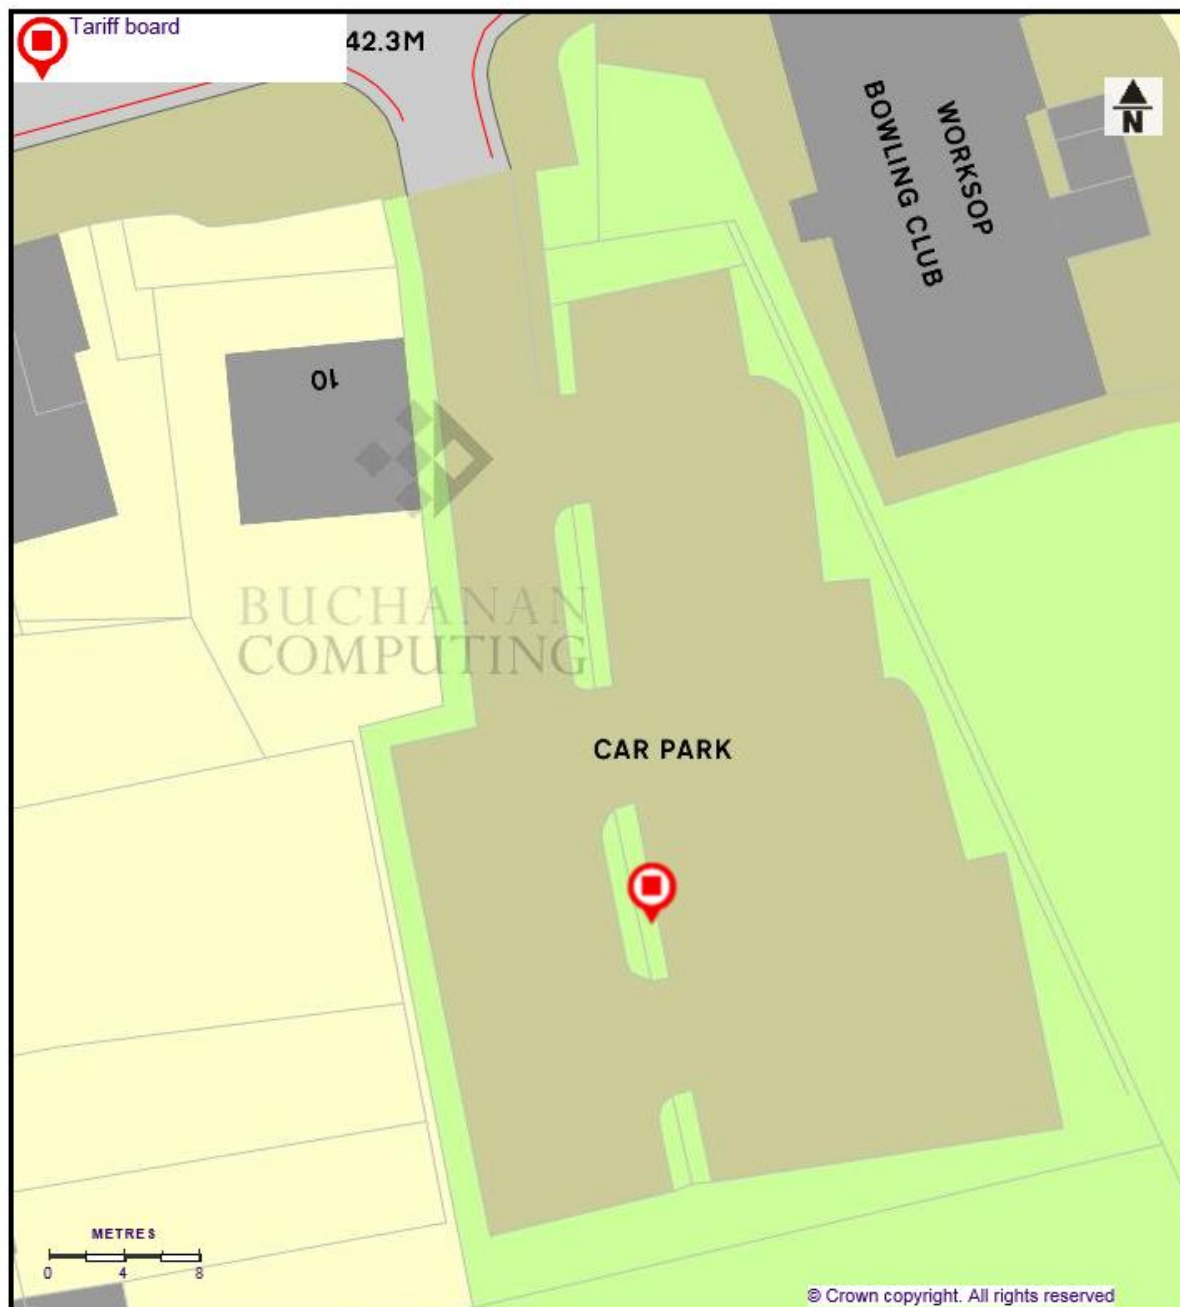 Tariff board
42.3M
N
WORKSOP
BOWLING CLUB
10
BUCHANAN
COMPUTING
CAR PARK
METRES
0 4 8
© Crown copyright. All rights reserved